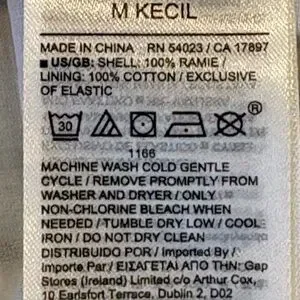 M KECIL
MADE IN CHINA RN 54023 / CA 17897
■ US/GB: SHELL: 100% RAMIE /
LINING: 100% COTTON / EXCLUSIVE
OF ELASTIC
30
®
1166
MACHINE WASH COLD GENTLE
CYCLE / REMOVE PROMPTLY FROM
WASHER AND DRYER / ONLY
NON-CHLORINE BLEACH WHEN
NEEDED / TUMBLE DRY LOW / COOL
IRON / DO NOT DRY CLEAN
DISTRIBUIDO POR / Imported By /
Importe Par / ΕΙΣΑΓΕΤΑΙ ΑΠΟ ΤΗΝ: Gap
Stores (Ireland) Limited c/o Arthur Cox,
10 Earlsfort Terrace, Dublin 2, D02